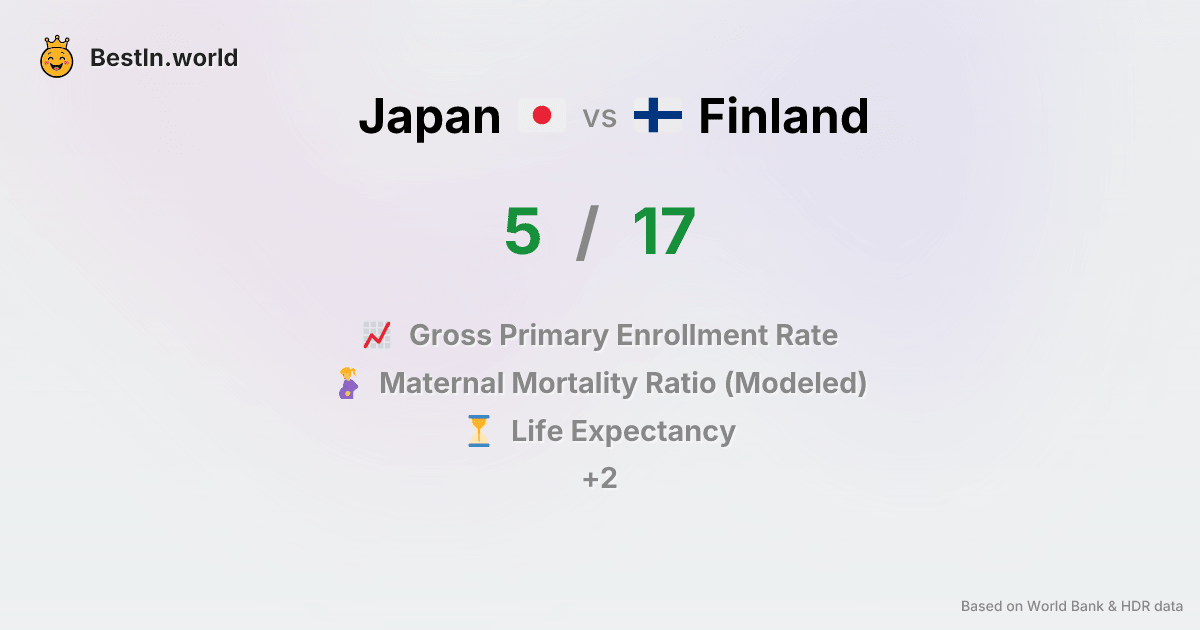 BestIn.world
Japan vs Finland
5 / 17
Gross Primary Enrollment Rate
Maternal Mortality Ratio (Modeled)
Life Expectancy
+2
Based on World Bank & HDR data